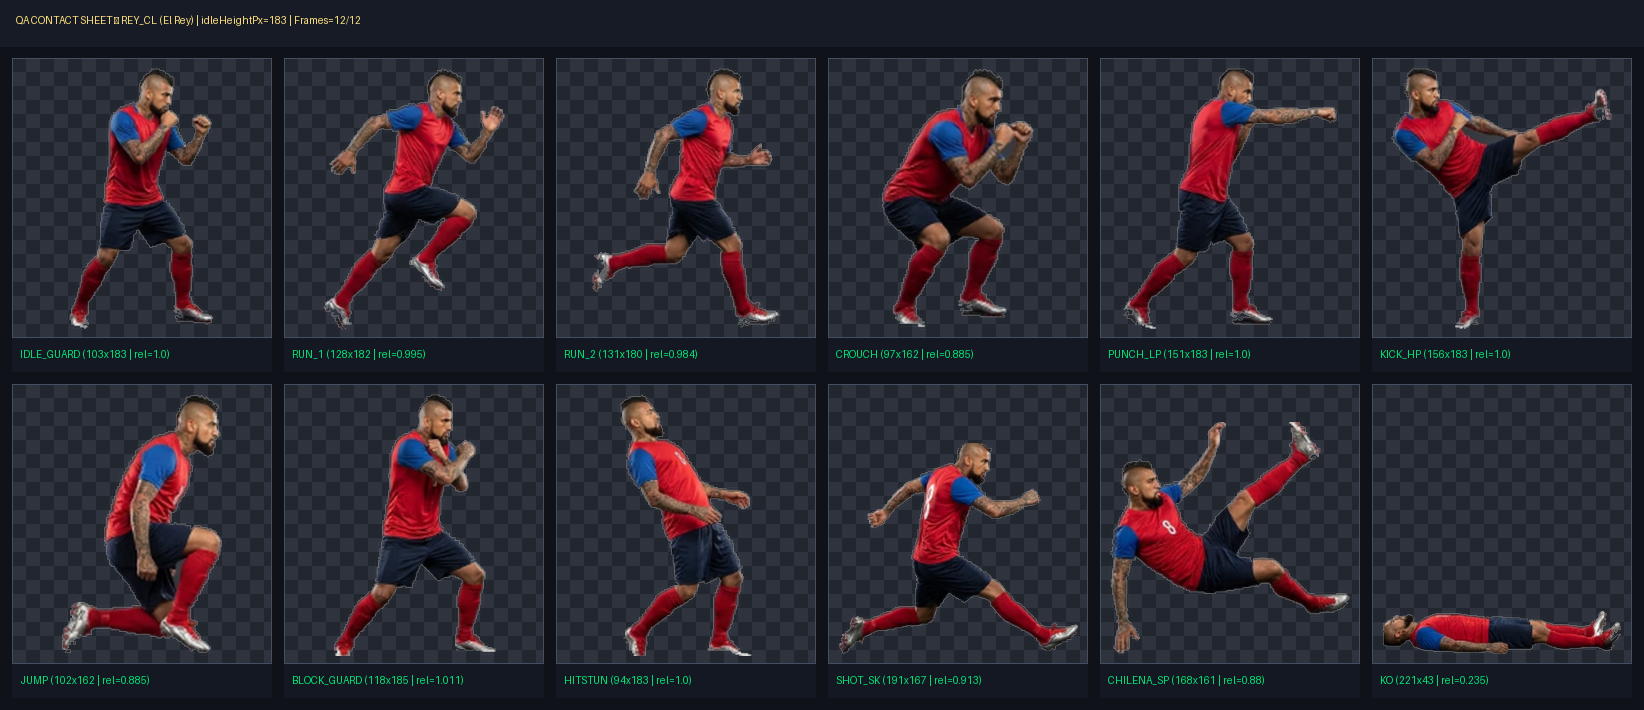 QA CONTACT SHEET▯ REY_CL (El Rey) | idleHeightPx=183 | Frames=12/12
IDLE_GUARD (103x183 | rel=1.0)
RUN_1 (128x182 | rel=0.995)
RUN_2 (131x180 | rel=0.984)
CROUCH (97x162 | rel=0.885)
PUNCH_LP (151x183 | rel=1.0)
KICK_HP (156x183 | rel=1.0)
8
8
JUMP (102x162 | rel=0.885)
BLOCK_GUARD (118x185 | rel=1.011)
HITSTUN (94x183 | rel=1.0)
SHOT_SK (191x167 | rel=0.913)
CHILENA_SP (168x161 | rel=0.88)
KO (221x43 | rel=0.235)